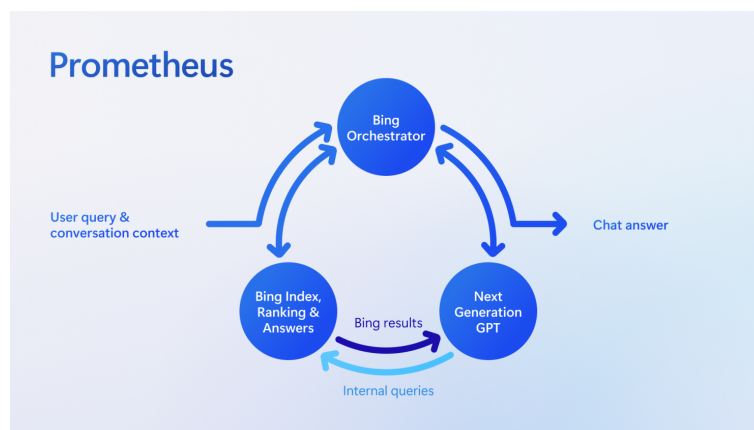 Prometheus
Bing
Orchestrator
User query &
conversation context
Chat answer
Bing Index,
Ranking &
Answers
Bing results
Next
Generation
GPT
Internal queries